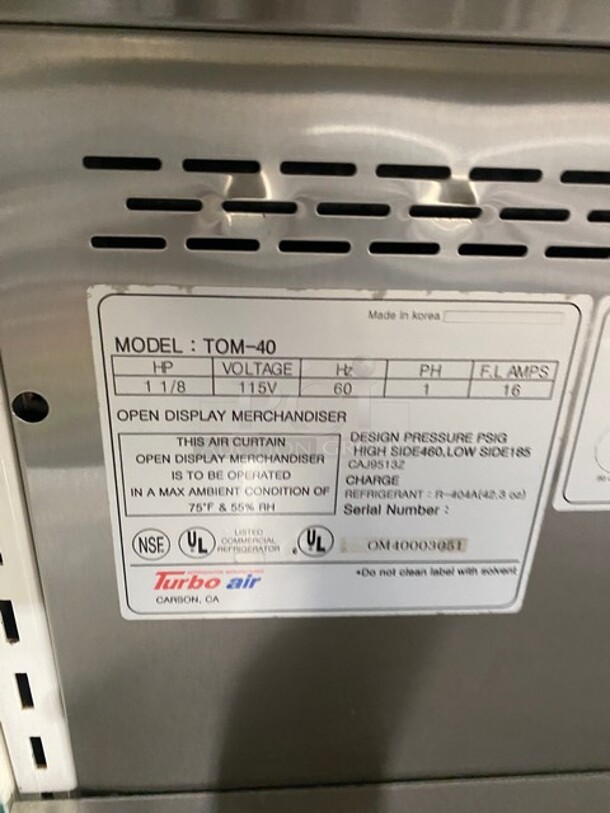 Made in korea
MODEL : TOM-40
HP VOLTAGE Hz PH F.L.AMPS
1 1/8 115V 60 1 16
OPEN DISPLAY MERCHANDISER
THIS AIR CURTAIN
OPEN DISPLAY MERCHANDISER
IS TO BE OPERATED
IN A MAX AMBIENT CONDITION OF
75°F & 55% RH
DESIGN PRESSURE PSIG
HIGH SIDE460,LOW SIDE185
CAJ9513Z
CHARGE
REFRIGERANT : R-404A(42.3 oz)
Serial Number :
OM40003051
NSF UL LISTED
COMMERCIAL
REFRIGERATOR UL
Turbo air
CARSON, CA
*Do not clean label with solvent